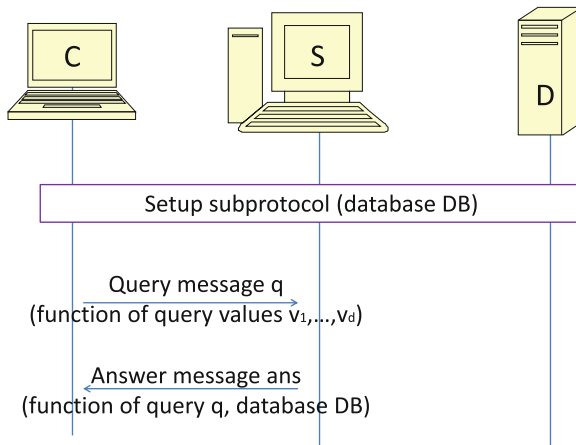 C
S
D
Setup subprotocol (database DB)
Query message q
(function of query values v₁,...,v_d)
Answer message ans
(function of query q, database DB)